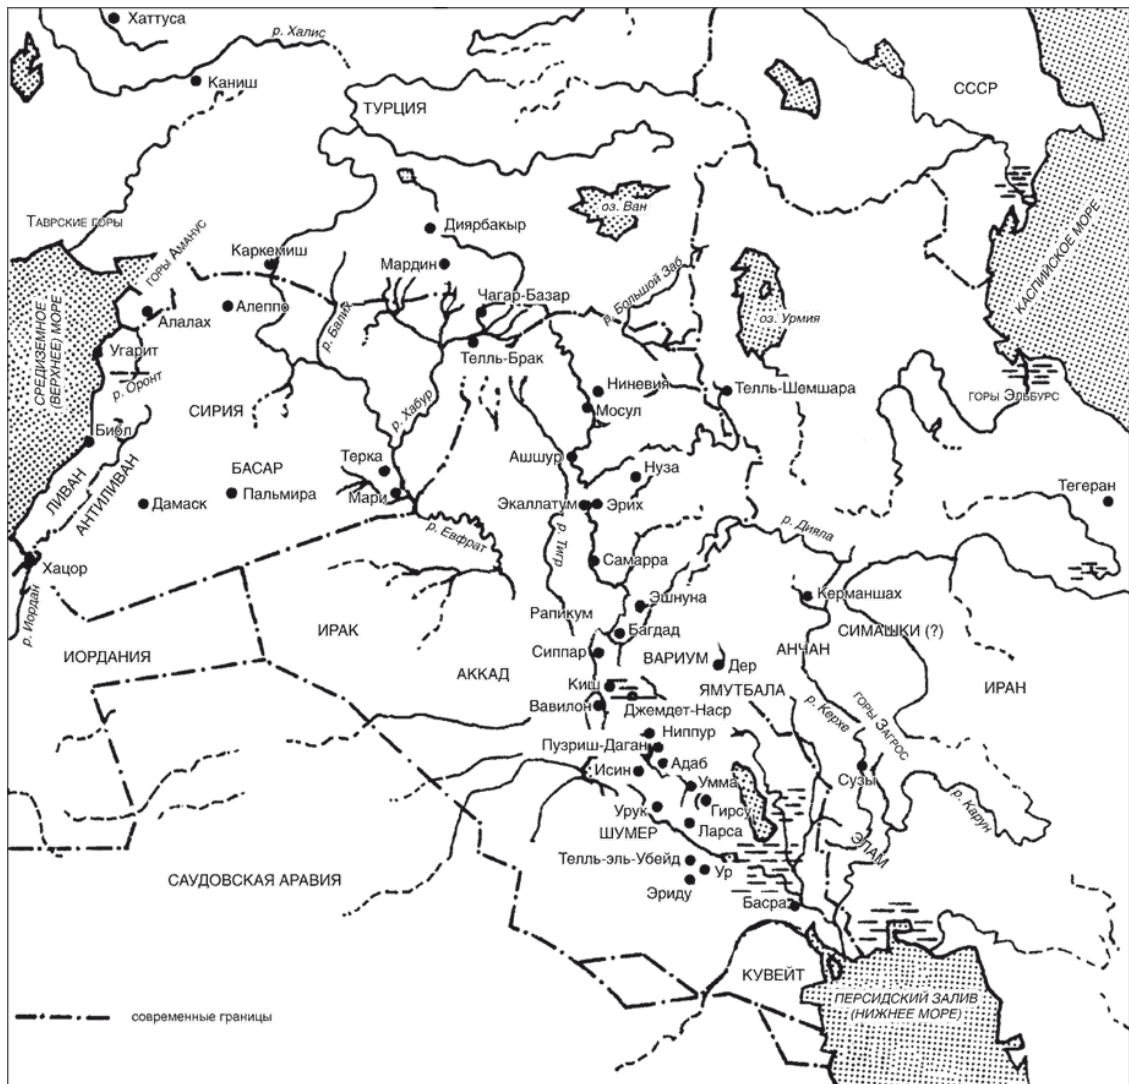 Хаттуса
р. Халис
Каниш
СССР
ТУРЦИЯ
оз. Ван
Таврские горы
горы Аманус
Диярбакыр
Каркемиш
Мардин
КАСПИЙСКОЕ МОРЕ
р. Большой Заб
Чагар-Базар
СРЕДИЗЕМНОЕ
(ВЕРХНЕЕ) МОРЕ
Алалах
Алеппо
р. Балих
оз. Урмия
Угарит
Телль-Брак
р. Оронт
Ниневия
Телль-Шемшара
горы Эльбурс
СИРИЯ
р. Хабур
Мосул
Библ
Ашшур
ЛИВАН
АНТИЛИВАН
БАСАР
Терка
Нуза
Тегеран
Дамаск
Пальмира
Мари
Экаллатум
Эрих
р. Евфрат
р. Тигр
р. Дияла
Хацор
Самарра
р. Иордан
Эшнуна
Керманшах
Рапикум
ИРАК
Багдад
СИМАШКИ (?)
ИОРДАНИЯ
Сиппар
ВАРИУМ
Дер
АНЧАН
АККАД
Киш
ЯМУТБАЛА
ИРАН
Вавилон
Джемдет-Наср
р. Керхе
горы Загрос
Ниппур
Пузриш-Даган
Адаб
Исин
Умма
Сузы
Урук
Гирсу
р. Карун
ШУМЕР
Ларса
ЭЛАМ
Телль-эль-Убейд
Ур
САУДОВСКАЯ АРАВИЯ
Эриду
Басра
КУВЕЙТ
ПЕРСИДСКИЙ ЗАЛИВ
(НИЖНЕЕ МОРЕ)
современные границы